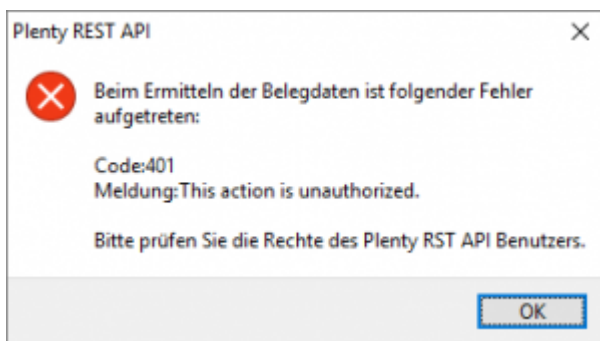 Plenty REST API
Beim Ermitteln der Belegdaten ist folgender Fehler
aufgetreten:
Code:401
Meldung:This action is unauthorized.
Bitte prüfen Sie die Rechte des Plenty RST API Benutzers.
OK